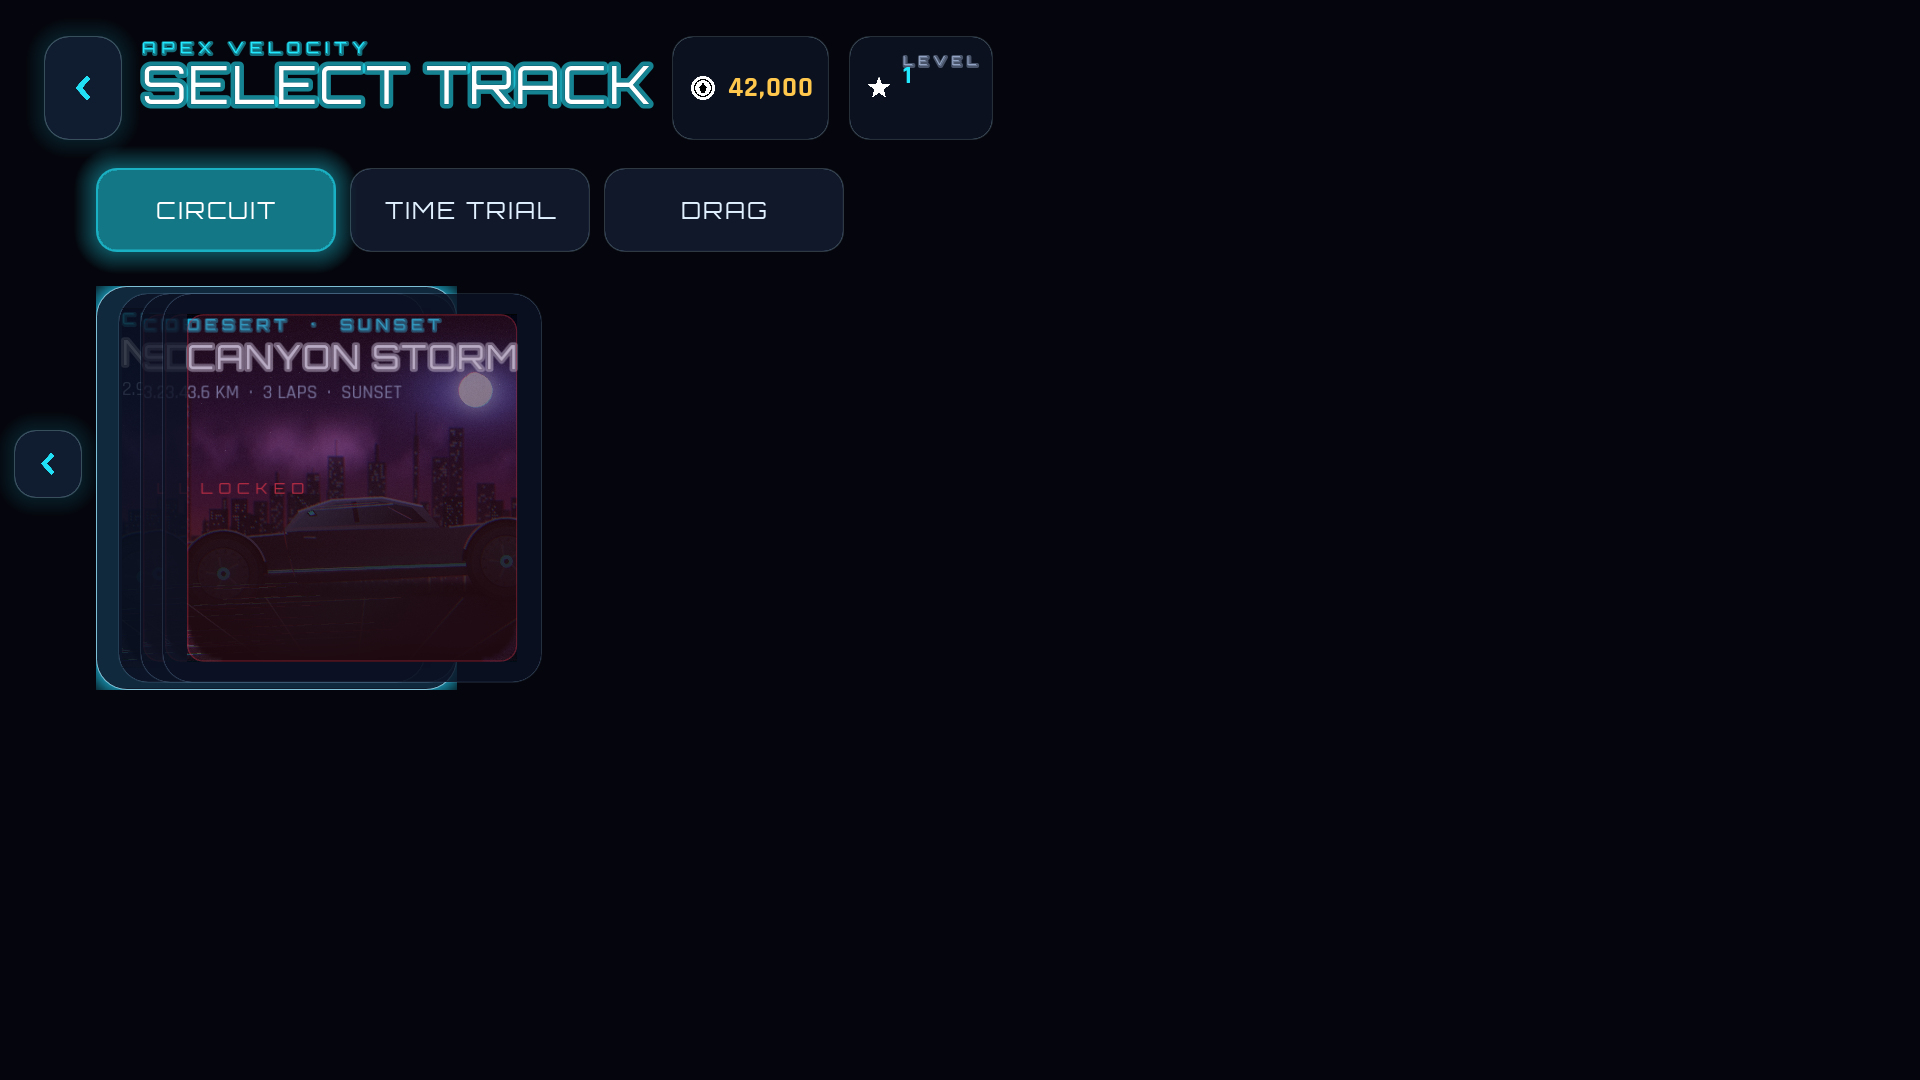 APEX VELOCITY
SELECT TRACK
42,000
LEVEL
1
CIRCUIT
TIME TRIAL
DRAG
DESERT · SUNSET
CANYON STORM
3.6 KM · 3 LAPS · SUNSET
LOCKED